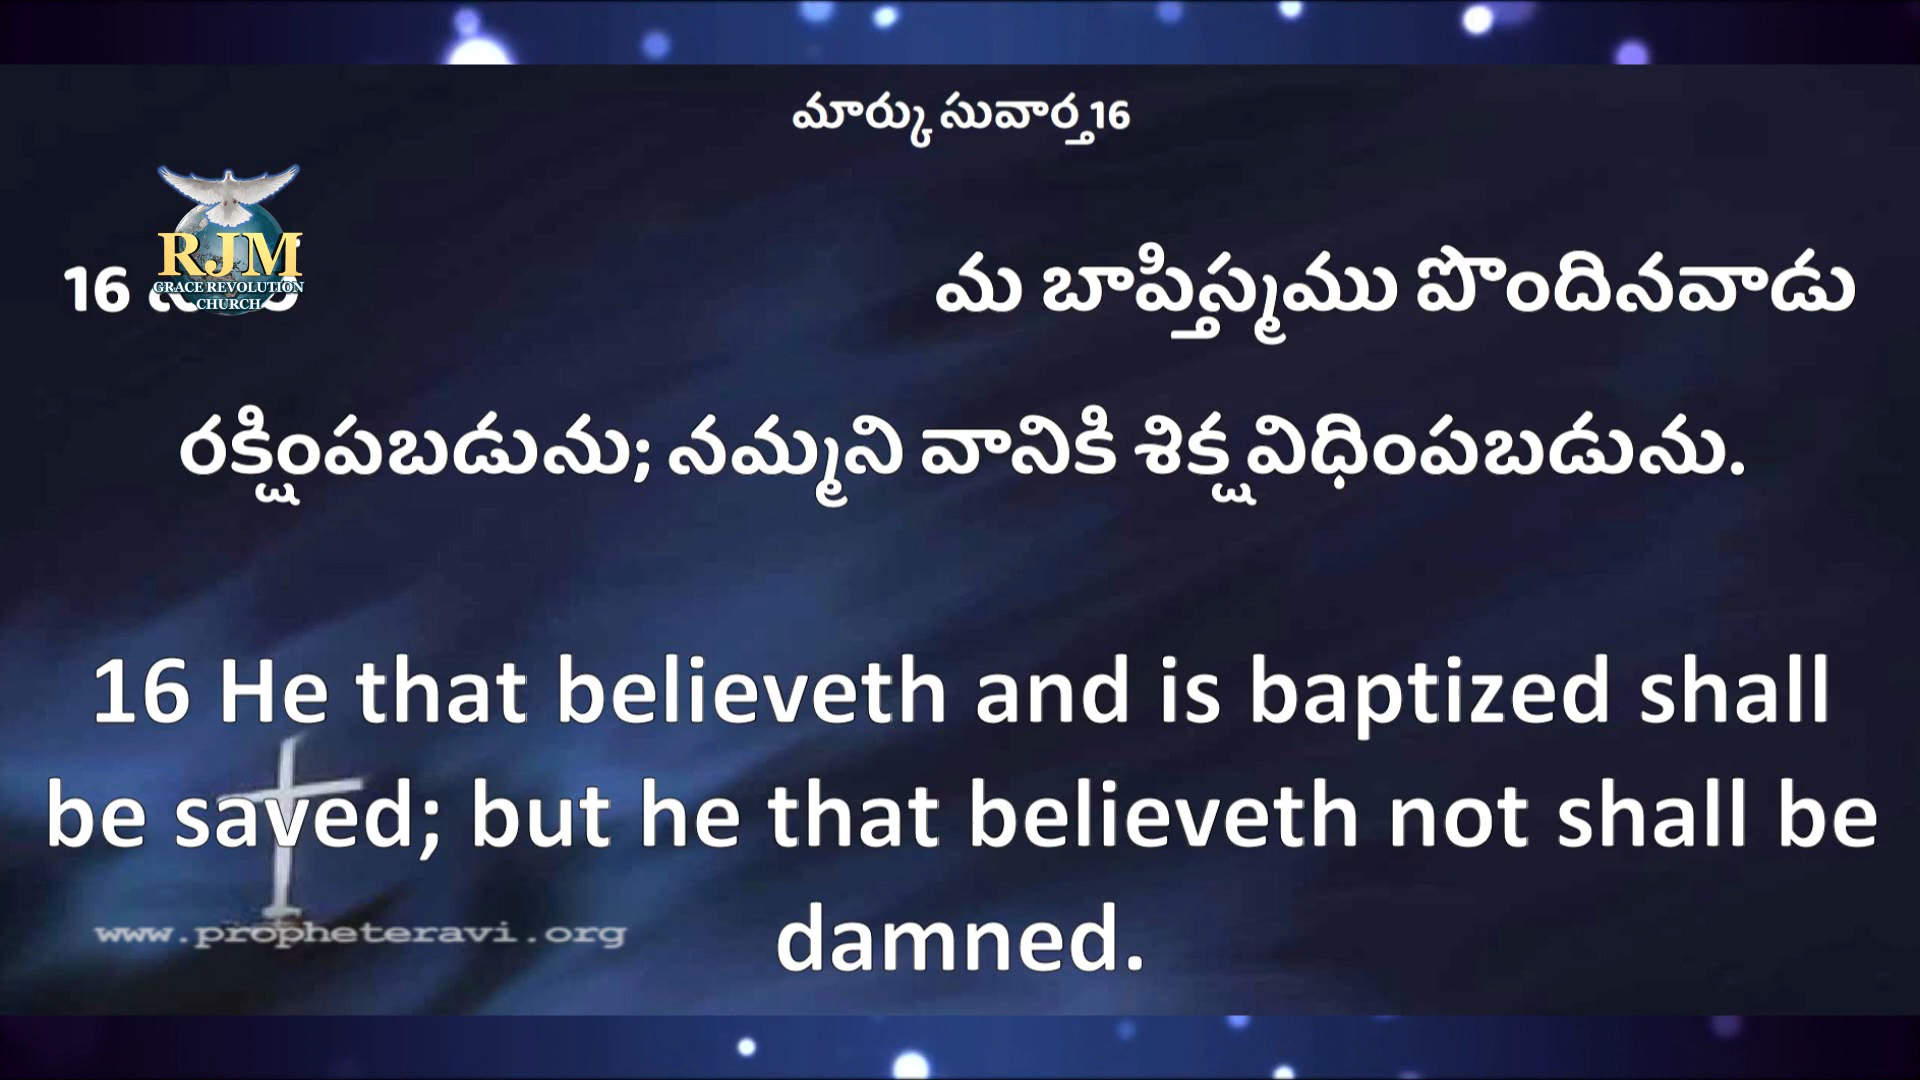 మార్కు సువార్త16
RJM
GRACE REVOLUTION
CHURCH
16 మ బాప్తిస్మము పొందినవాడు
రక్షింపబడును; నమ్మని వానికి శిక్ష విధింపబడును.
16 He that believeth and is baptized shall
be saved; but he that believeth not shall be
damned.
www.propheteravi.org